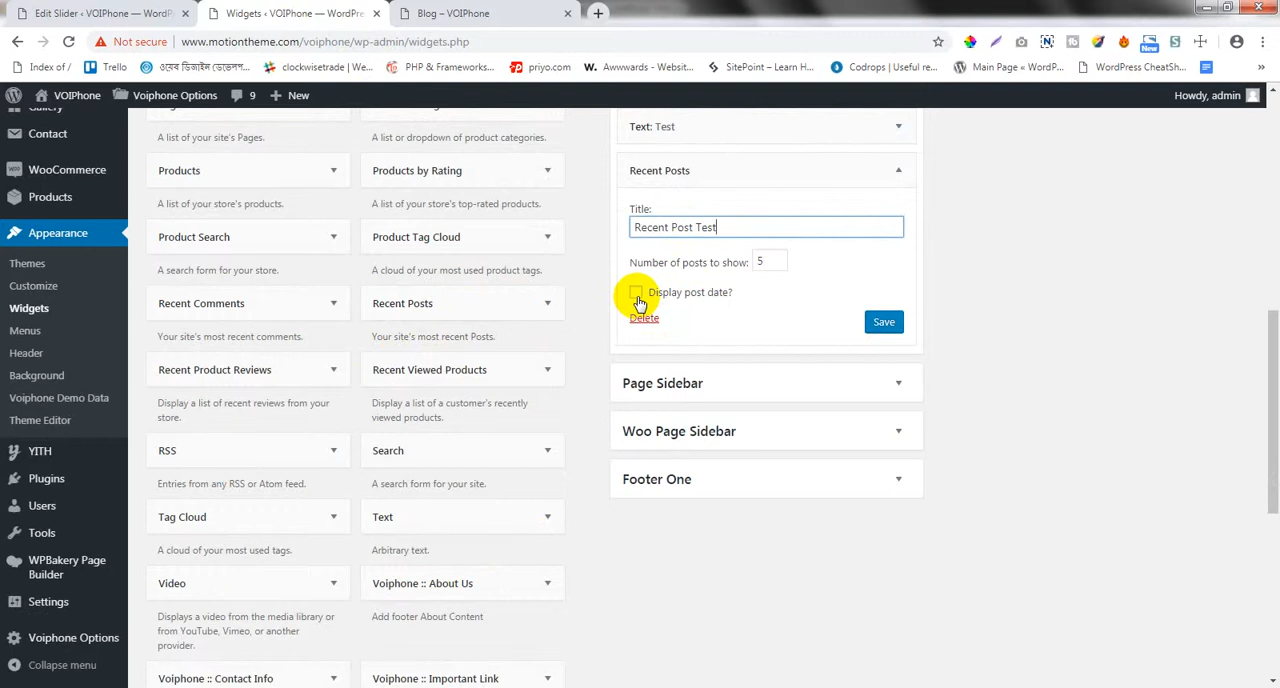 Edit Slider ‹ VOIPhone — WordP
Widgets ‹ VOIPhone — WordPre
Blog – VOIPhone
Not secure
www.motiontheme.com/voiphone/wp-admin/widgets.php
New
Index of /
Trello
ওয়েব ডিজাইন ডেভেলপ...
clockwisetrade | We...
PHP & Frameworks...
priyo.com
W. Awwwards - Websit...
SitePoint – Learn H...
Codrops | Useful re...
Main Page « WordP...
WordPress CheatSh...
»
VOIPhone
Voiphone Options
9
New
Howdy, admin
Contact
WooCommerce
Products
Appearance
Themes
Customize
Widgets
Menus
Header
Background
Voiphone Demo Data
Theme Editor
YITH
Plugins
Users
Tools
WPBakery Page
Builder
Settings
Voiphone Options
Collapse menu
A list of your site's Pages.
A list or dropdown of product categories.
Products
Products by Rating
A list of your store's products.
A list of your store's top-rated products.
Product Search
Product Tag Cloud
A search form for your store.
A cloud of your most used product tags.
Recent Comments
Recent Posts
Your site's most recent comments.
Your site's most recent Posts.
Recent Product Reviews
Recent Viewed Products
Display a list of recent reviews from your
store.
Display a list of a customer's recently
viewed products.
RSS
Search
Entries from any RSS or Atom feed.
A search form for your site.
Tag Cloud
Text
A cloud of your most used tags.
Arbitrary text.
Video
Voiphone :: About Us
Displays a video from the media library or
from YouTube, Vimeo, or another
provider.
Add footer About Content
Voiphone :: Contact Info
Voiphone :: Important Link
Text: Test
Recent Posts
Title:
Recent Post Test
Number of posts to show: 5
Display post date?
Delete
Save
Page Sidebar
Woo Page Sidebar
Footer One